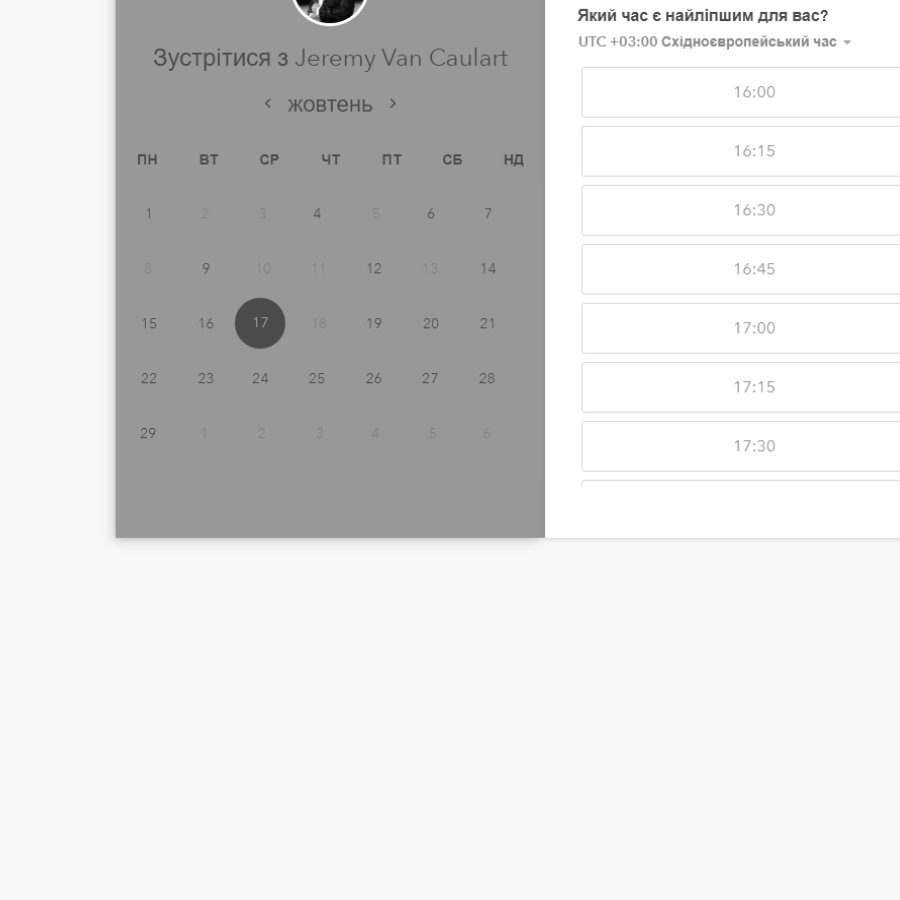 Зустрітися з Jeremy Van Caulart
жовтень
ПН ВТ СР ЧТ ПТ СБ НД
1 2 3 4 5 6 7
8 9 10 11 12 13 14
15 16 17 18 19 20 21
22 23 24 25 26 27 28
29 1 2 3 4 5 6
Який час є найліпшим для вас?
UTC +03:00 Східноєвропейський час
16:00
16:15
16:30
16:45
17:00
17:15
17:30